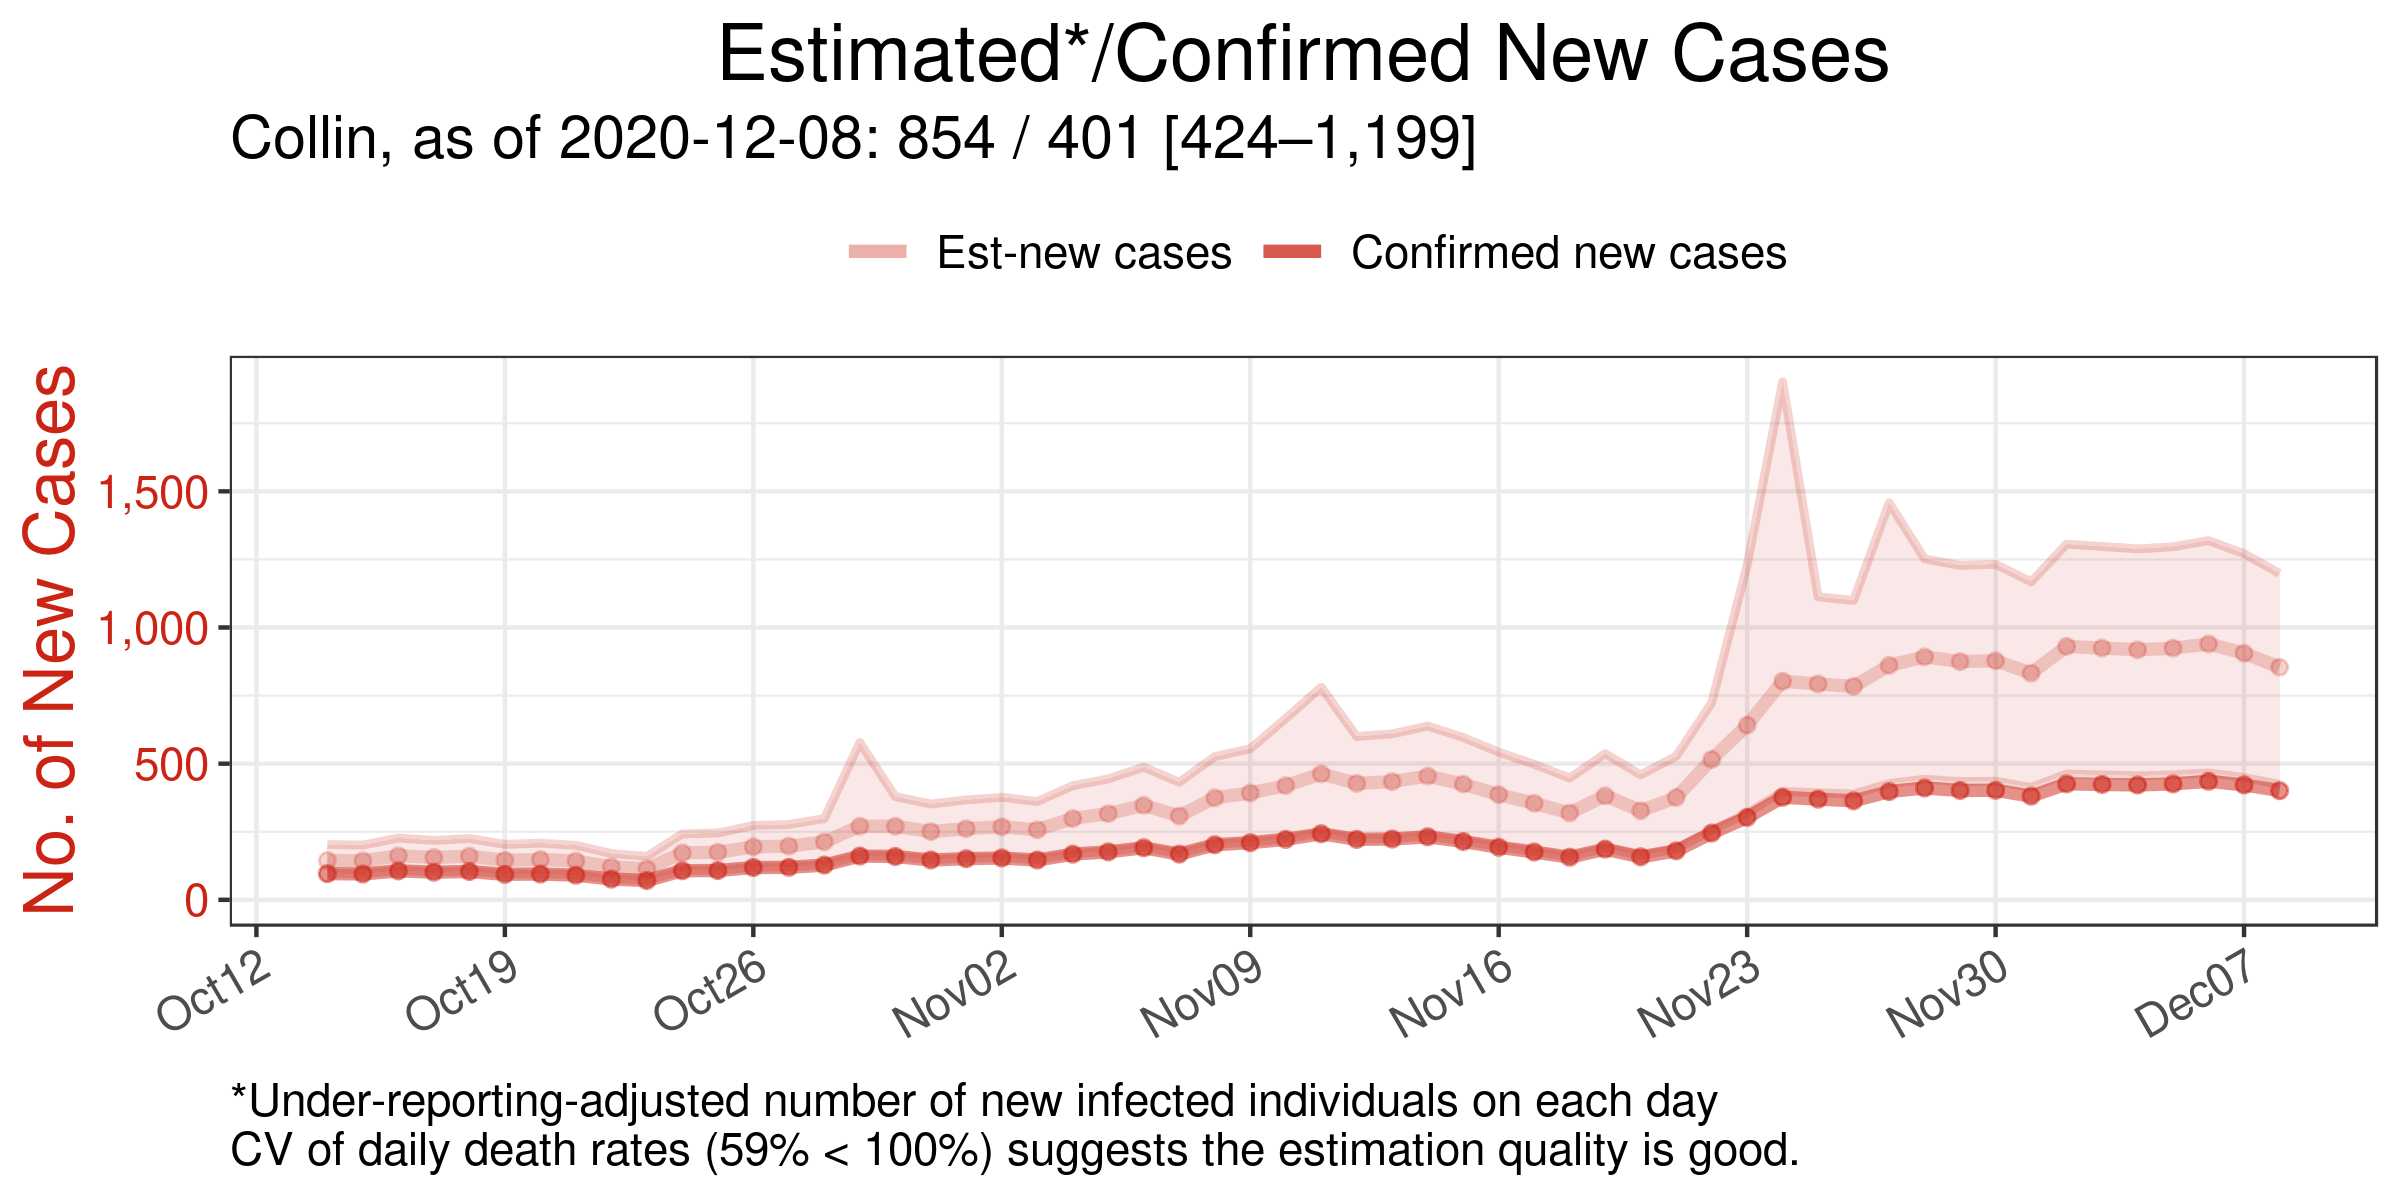 Estimated*/Confirmed New Cases
Collin, as of 2020-12-08: 854 / 401 [424–1,199]
Est-new cases
Confirmed new cases
No. of New Cases
1,500
1,000
500
0
Oct12
Oct19
Oct26
Nov02
Nov09
Nov16
Nov23
Nov30
Dec07
*Under-reporting-adjusted number of new infected individuals on each day
CV of daily death rates (59% < 100%) suggests the estimation quality is good.